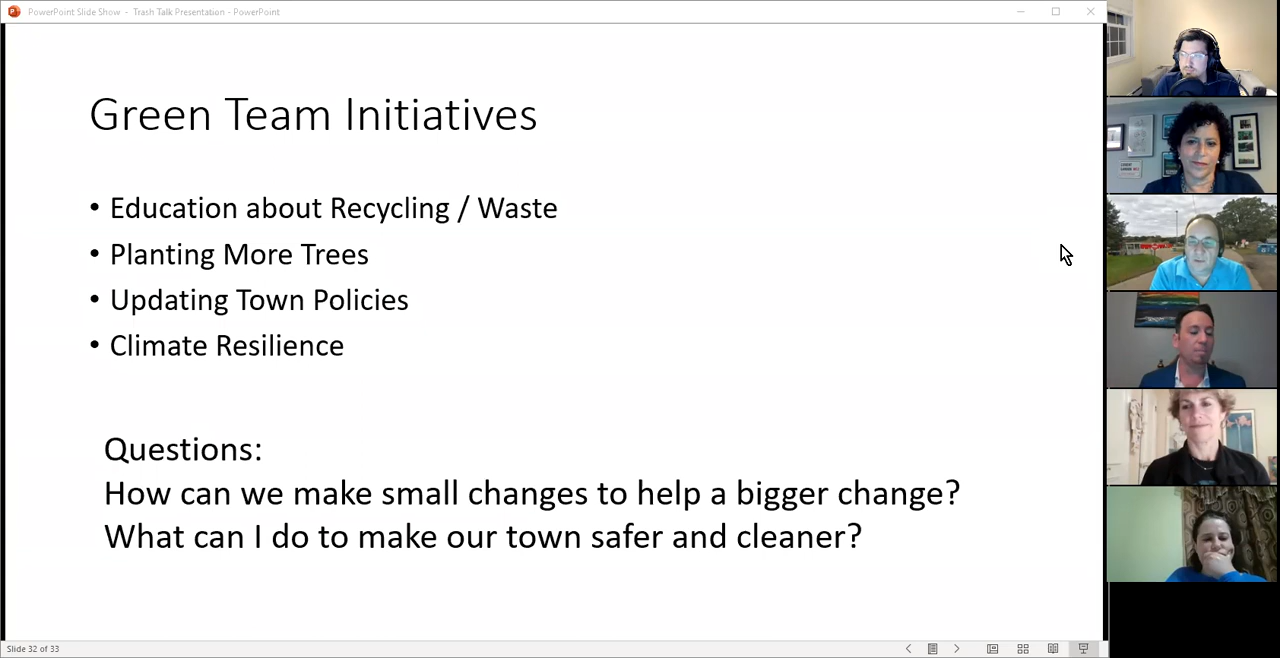 PowerPoint Slide Show - Trash Talk Presentation - PowerPoint
Green Team Initiatives
• Education about Recycling / Waste
• Planting More Trees
• Updating Town Policies
• Climate Resilience
Questions:
How can we make small changes to help a bigger change?
What can I do to make our town safer and cleaner?
Slide 32 of 33